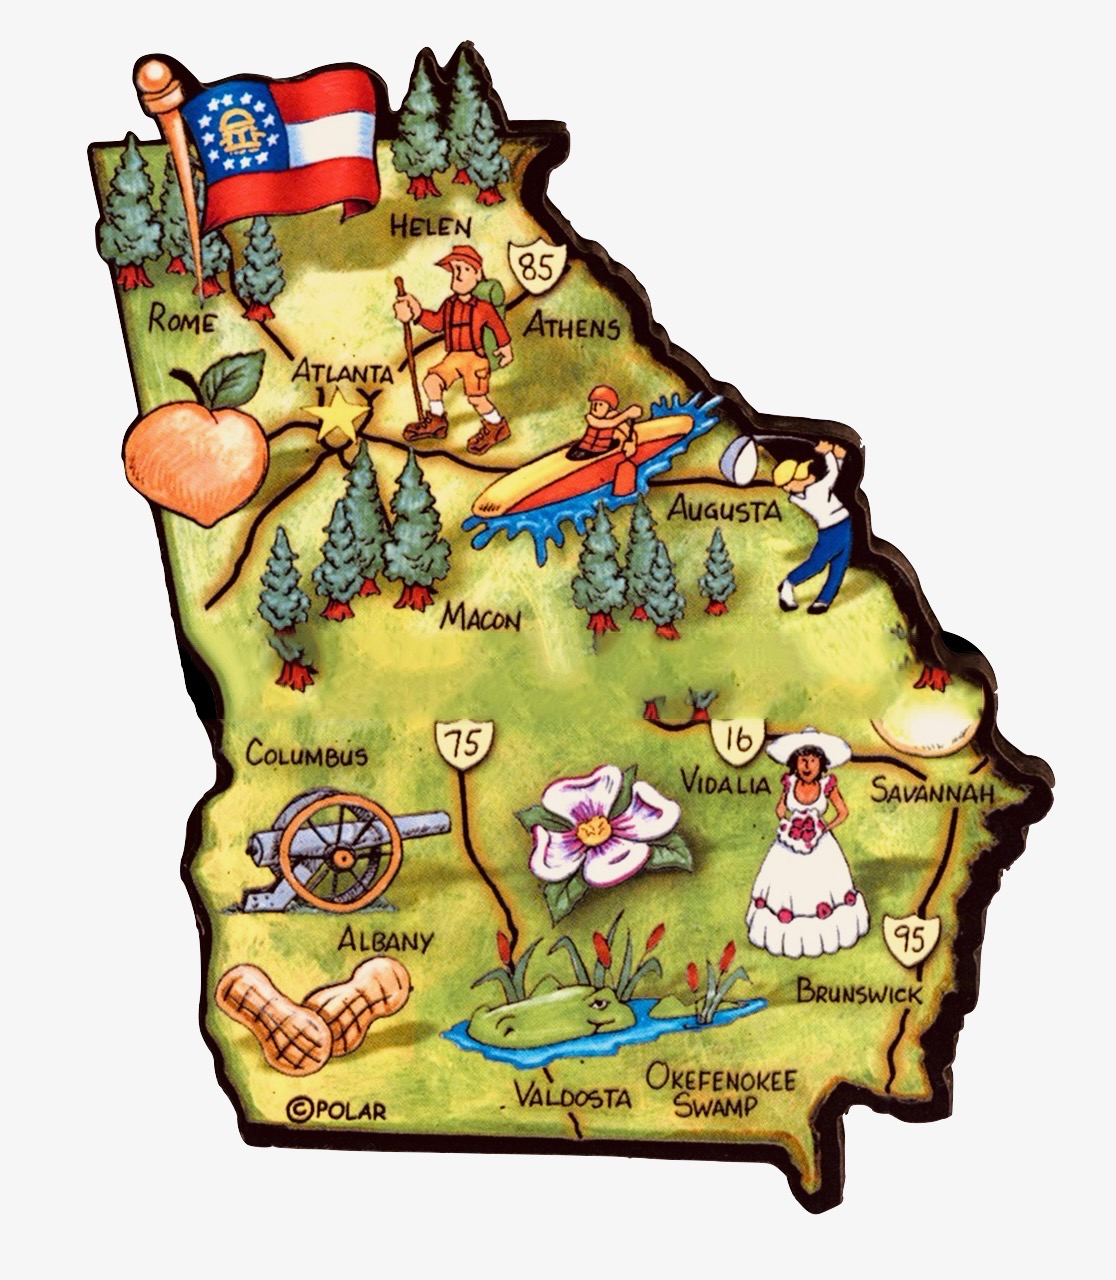 HELEN
85
ROME
ATHENS
ATLANTA
AUGUSTA
MACON
COLUMBUS
75
16
VIDALIA
SAVANNAH
ALBANY
95
BRUNSWICK
OKEFENOKEE
SWAMP
VALDOSTA
©POLAR